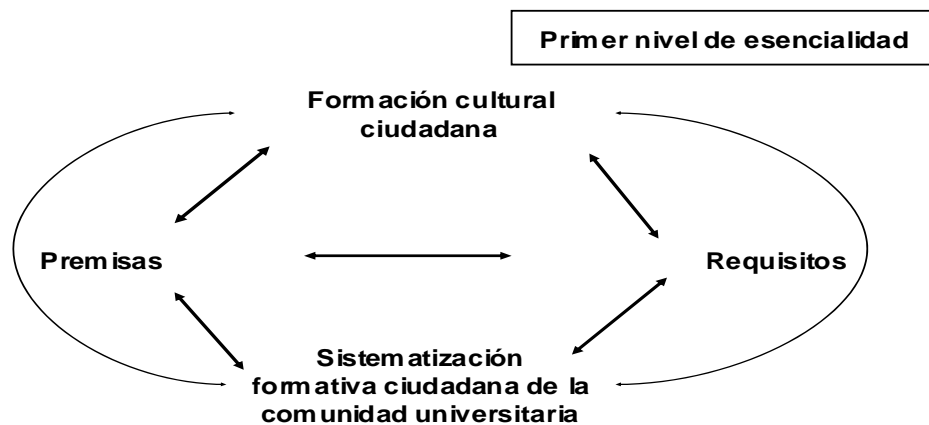 Primer nivel de esencialidad
Formación cultural
ciudadana
Premisas
Requisitos
Sistematización
formativa ciudadana de la
comunidad universitaria